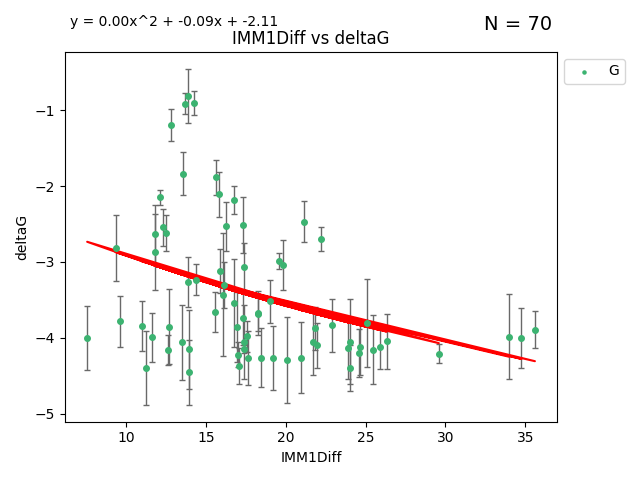 y = 0.00x^2 + -0.09x + -2.11
N = 70
IMM1Diff vs deltaG
G
deltaG
−1
−2
−3
−4
−5
10 15 20 25 30 35
IMM1Diff